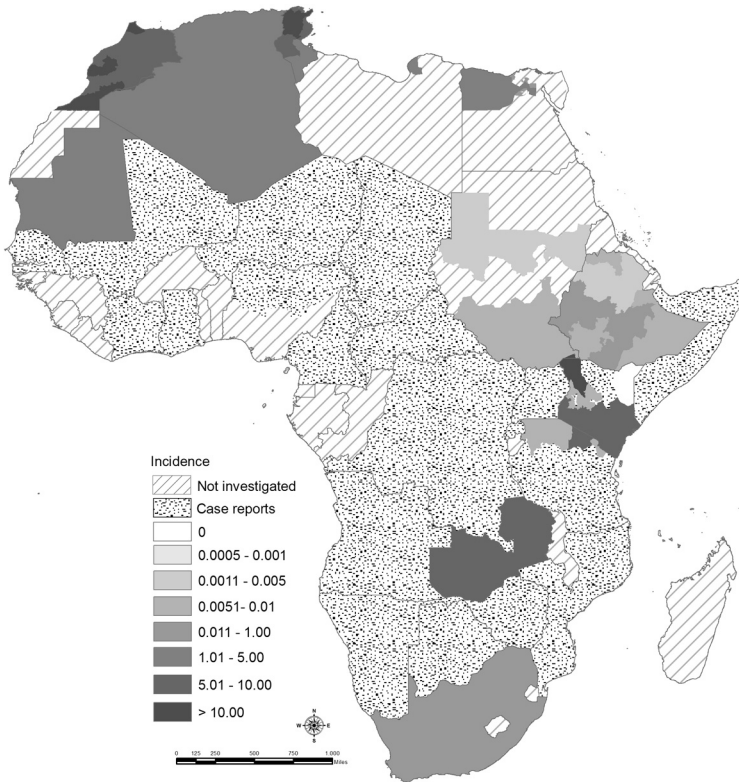 Incidence
Not investigated
Case reports
0
0.0005 - 0.001
0.0011 - 0.005
0.0051- 0.01
0.011 - 1.00
1.01 - 5.00
5.01 - 10.00
> 10.00
N
W E
S
0 125 250 500 750 1.000
Miles